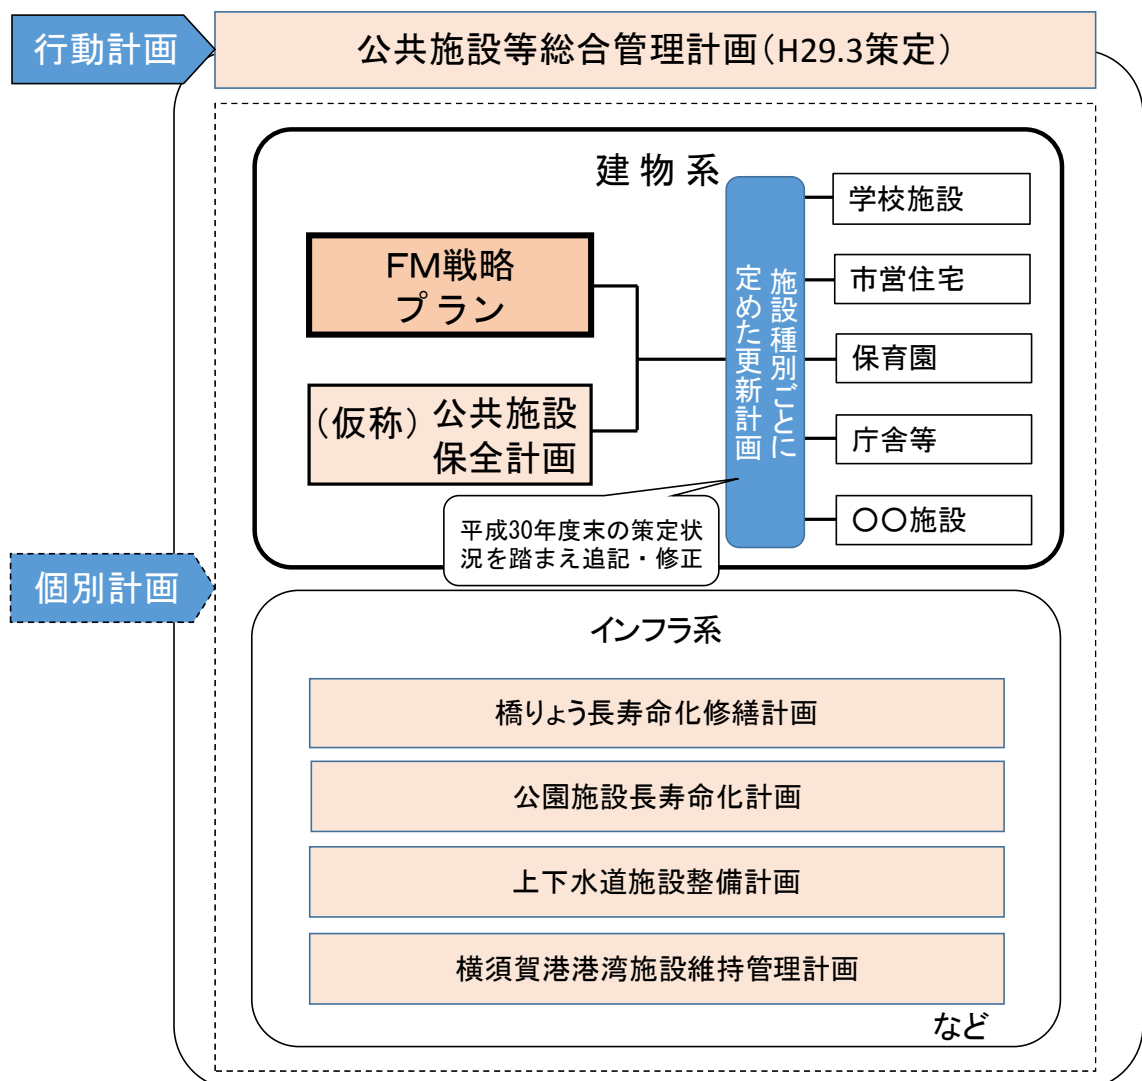 行動計画
公共施設等総合管理計画（H29.3策定）
建物系
FM戦略
プラン
（仮称）公共施設
保全計画
施設種別ごとに
定めた更新計画
学校施設
市営住宅
保育園
庁舎等
〇〇施設
平成30年度末の策定状
況を踏まえ追記・修正
個別計画
インフラ系
橋りょう長寿命化修繕計画
公園施設長寿命化計画
上下水道施設整備計画
横須賀港港湾施設維持管理計画
など